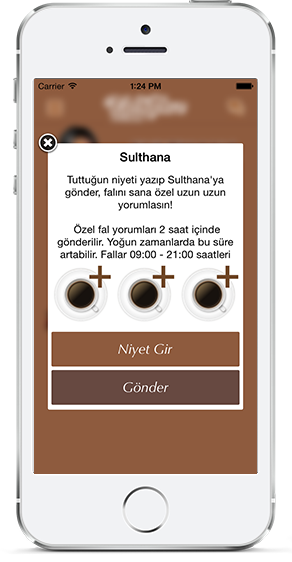 Carrier 1:24 PM
Sulthana
Tuttuğun niyeti yazıp Sulthana'ya
gönder, falını sana özel uzun uzun
yorumlasın!
Özel fal yorumları 2 saat içinde
gönderilir. Yoğun zamanlarda bu süre
artabilir. Fallar 09:00 - 21:00 saatleri
Niyet Gir
Gönder